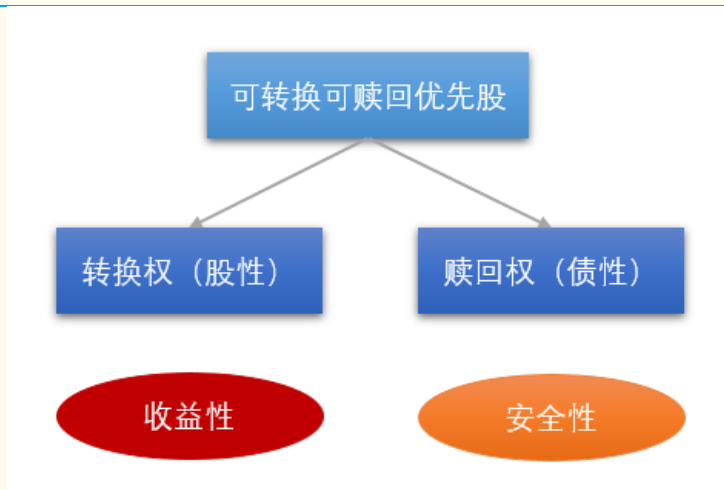 可转换可赎回优先股
转换权（股性）
赎回权（债性）
收益性
安全性